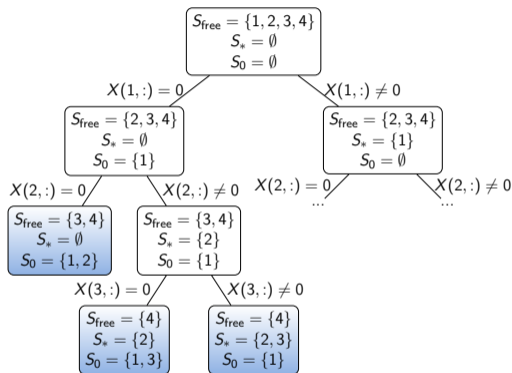 S_free = {1, 2, 3, 4}
S_* = ∅
S_0 = ∅
X(1, :) = 0
X(1, :) ≠ 0
S_free = {2, 3, 4}
S_* = ∅
S_0 = {1}
S_free = {2, 3, 4}
S_* = {1}
S_0 = ∅
X(2, :) = 0
X(2, :) ≠ 0
X(2, :) = 0
X(2, :) ≠ 0
...
...
S_free = {3, 4}
S_* = ∅
S_0 = {1, 2}
S_free = {3, 4}
S_* = {2}
S_0 = {1}
X(3, :) = 0
X(3, :) ≠ 0
S_free = {4}
S_* = {2}
S_0 = {1, 3}
S_free = {4}
S_* = {2, 3}
S_0 = {1}